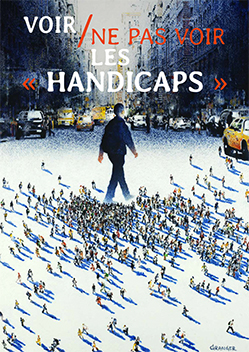 VOIR
/NE PAS VOIR
LES
« HANDICAPS »
GRANGER